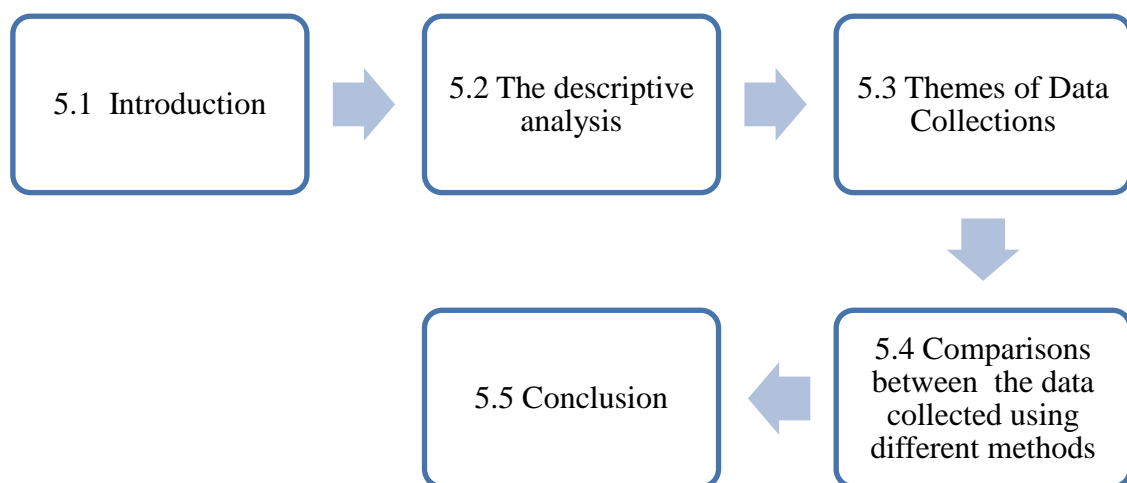 5.1  Introduction
5.2 The descriptive
analysis
5.3 Themes of Data
Collections
5.4 Comparisons
between  the data
collected using
different methods
5.5 Conclusion